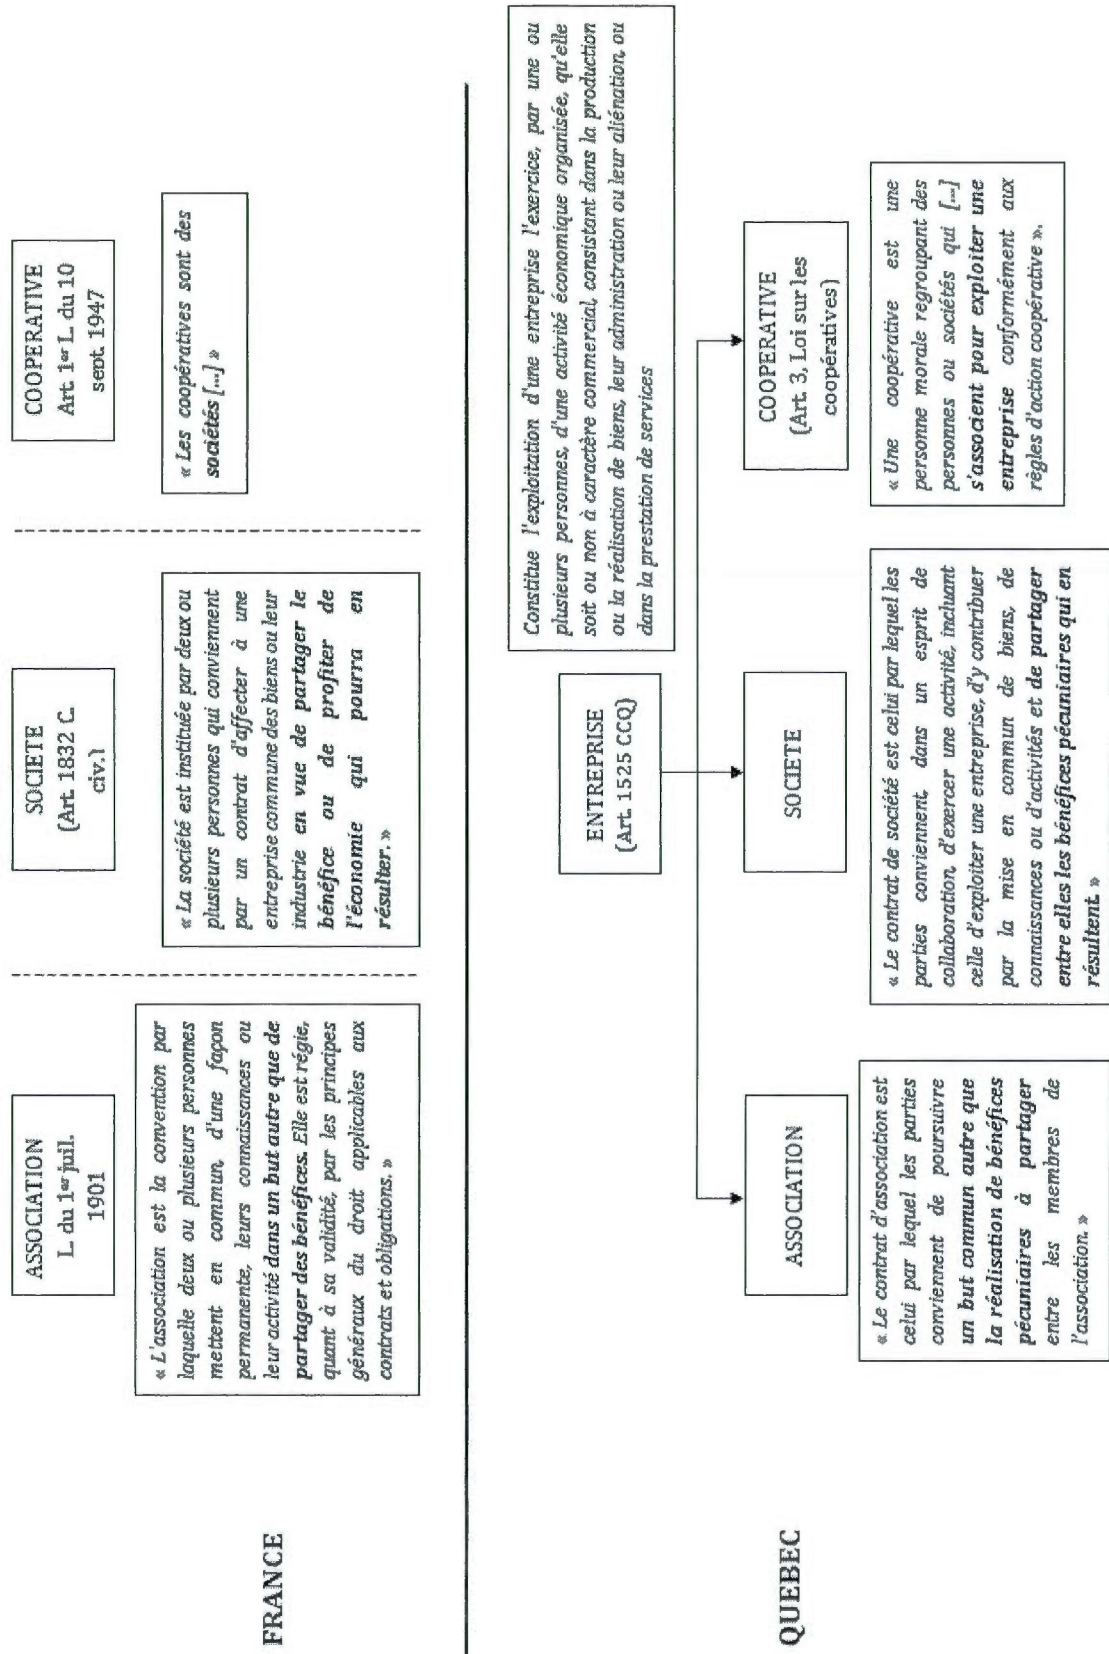 FRANCE
ASSOCIATION
L. du 1er juil.
1901
« L'association est la convention par
laquelle deux ou plusieurs personnes
mettent en commun, d'une façon
permanente, leurs connaissances ou
leur activité dans un but autre que de
partager des bénéfices. Elle est régie,
quant à sa validité, par les principes
généraux du droit applicables aux
contrats et obligations. »
SOCIETE
(Art. 1832 C.
civ.)
« La société est instituée par deux ou
plusieurs personnes qui conviennent
par un contrat d'affecter à une
entreprise commune des biens ou leur
industrie en vue de partager le
bénéfice ou de profiter de
l'économie qui pourra en
résulter. »
COOPERATIVE
Art. 1er L. du 10
sept. 1947
« Les coopératives sont des
sociétés [...] »
QUEBEC
ENTREPRISE
(Art. 1525 CCQ)
Constitue l'exploitation d'une entreprise l'exercice, par une ou
plusieurs personnes, d'une activité économique organisée, qu'elle
soit ou non à caractère commercial, consistant dans la production
ou la réalisation de biens, leur administration ou leur aliénation, ou
dans la prestation de services
ASSOCIATION
« Le contrat d'association est
celui par lequel les parties
conviennent de poursuivre
un but commun autre que
la réalisation de bénéfices
pécuniaires à partager
entre les membres de
l'association. »
SOCIETE
« Le contrat de société est celui par lequel les
parties conviennent, dans un esprit de
collaboration, d'exercer une activité, incluant
celle d'exploiter une entreprise, d'y contribuer
par la mise en commun de biens, de
connaissances ou d'activités et de partager
entre elles les bénéfices pécuniaires qui en
résultent. »
COOPERATIVE
(Art. 3, Loi sur les
coopératives)
« Une coopérative est une
personne morale regroupant des
personnes ou sociétés qui [...]
s'associent pour exploiter une
entreprise conformément aux
règles d'action coopérative ».